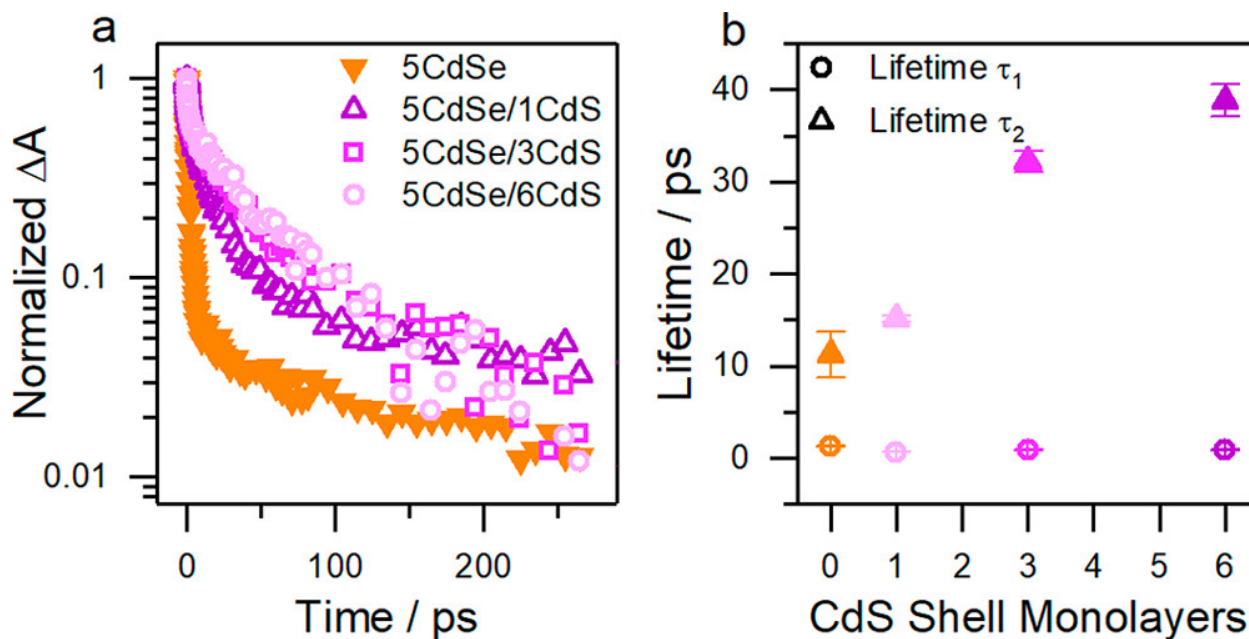 a
Normalized ΔA
1
0.1
0.01
5CdSe
5CdSe/1CdS
5CdSe/3CdS
5CdSe/6CdS
0 100 200
Time / ps
b
Lifetime / ps
40
30
20
10
0
Lifetime τ1
Lifetime τ2
0 1 2 3 4 5 6
CdS Shell Monolayers